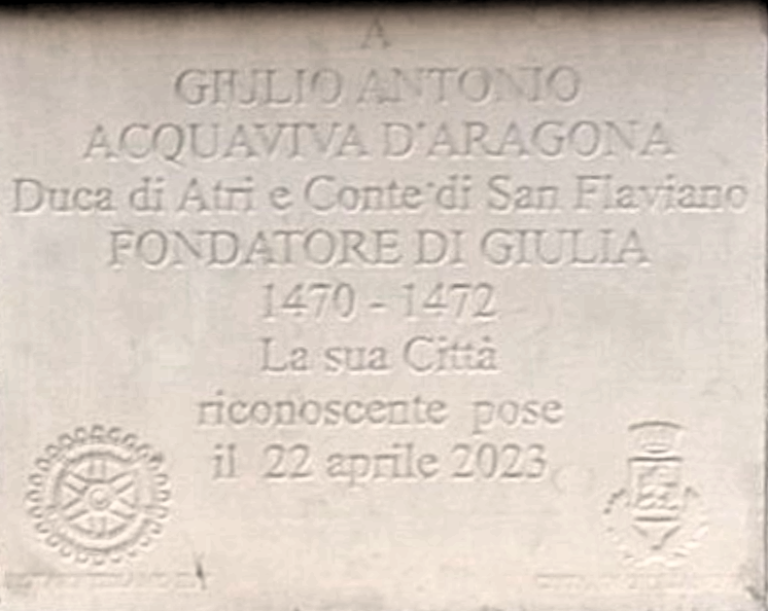 A
GIULIO ANTONIO
ACQUAVIVA D'ARAGONA
Duca di Atri e Conte di San Flaviano
FONDATORE DI GIULIA
1470 - 1472
La sua Città
riconoscente pose
il 22 aprile 2023